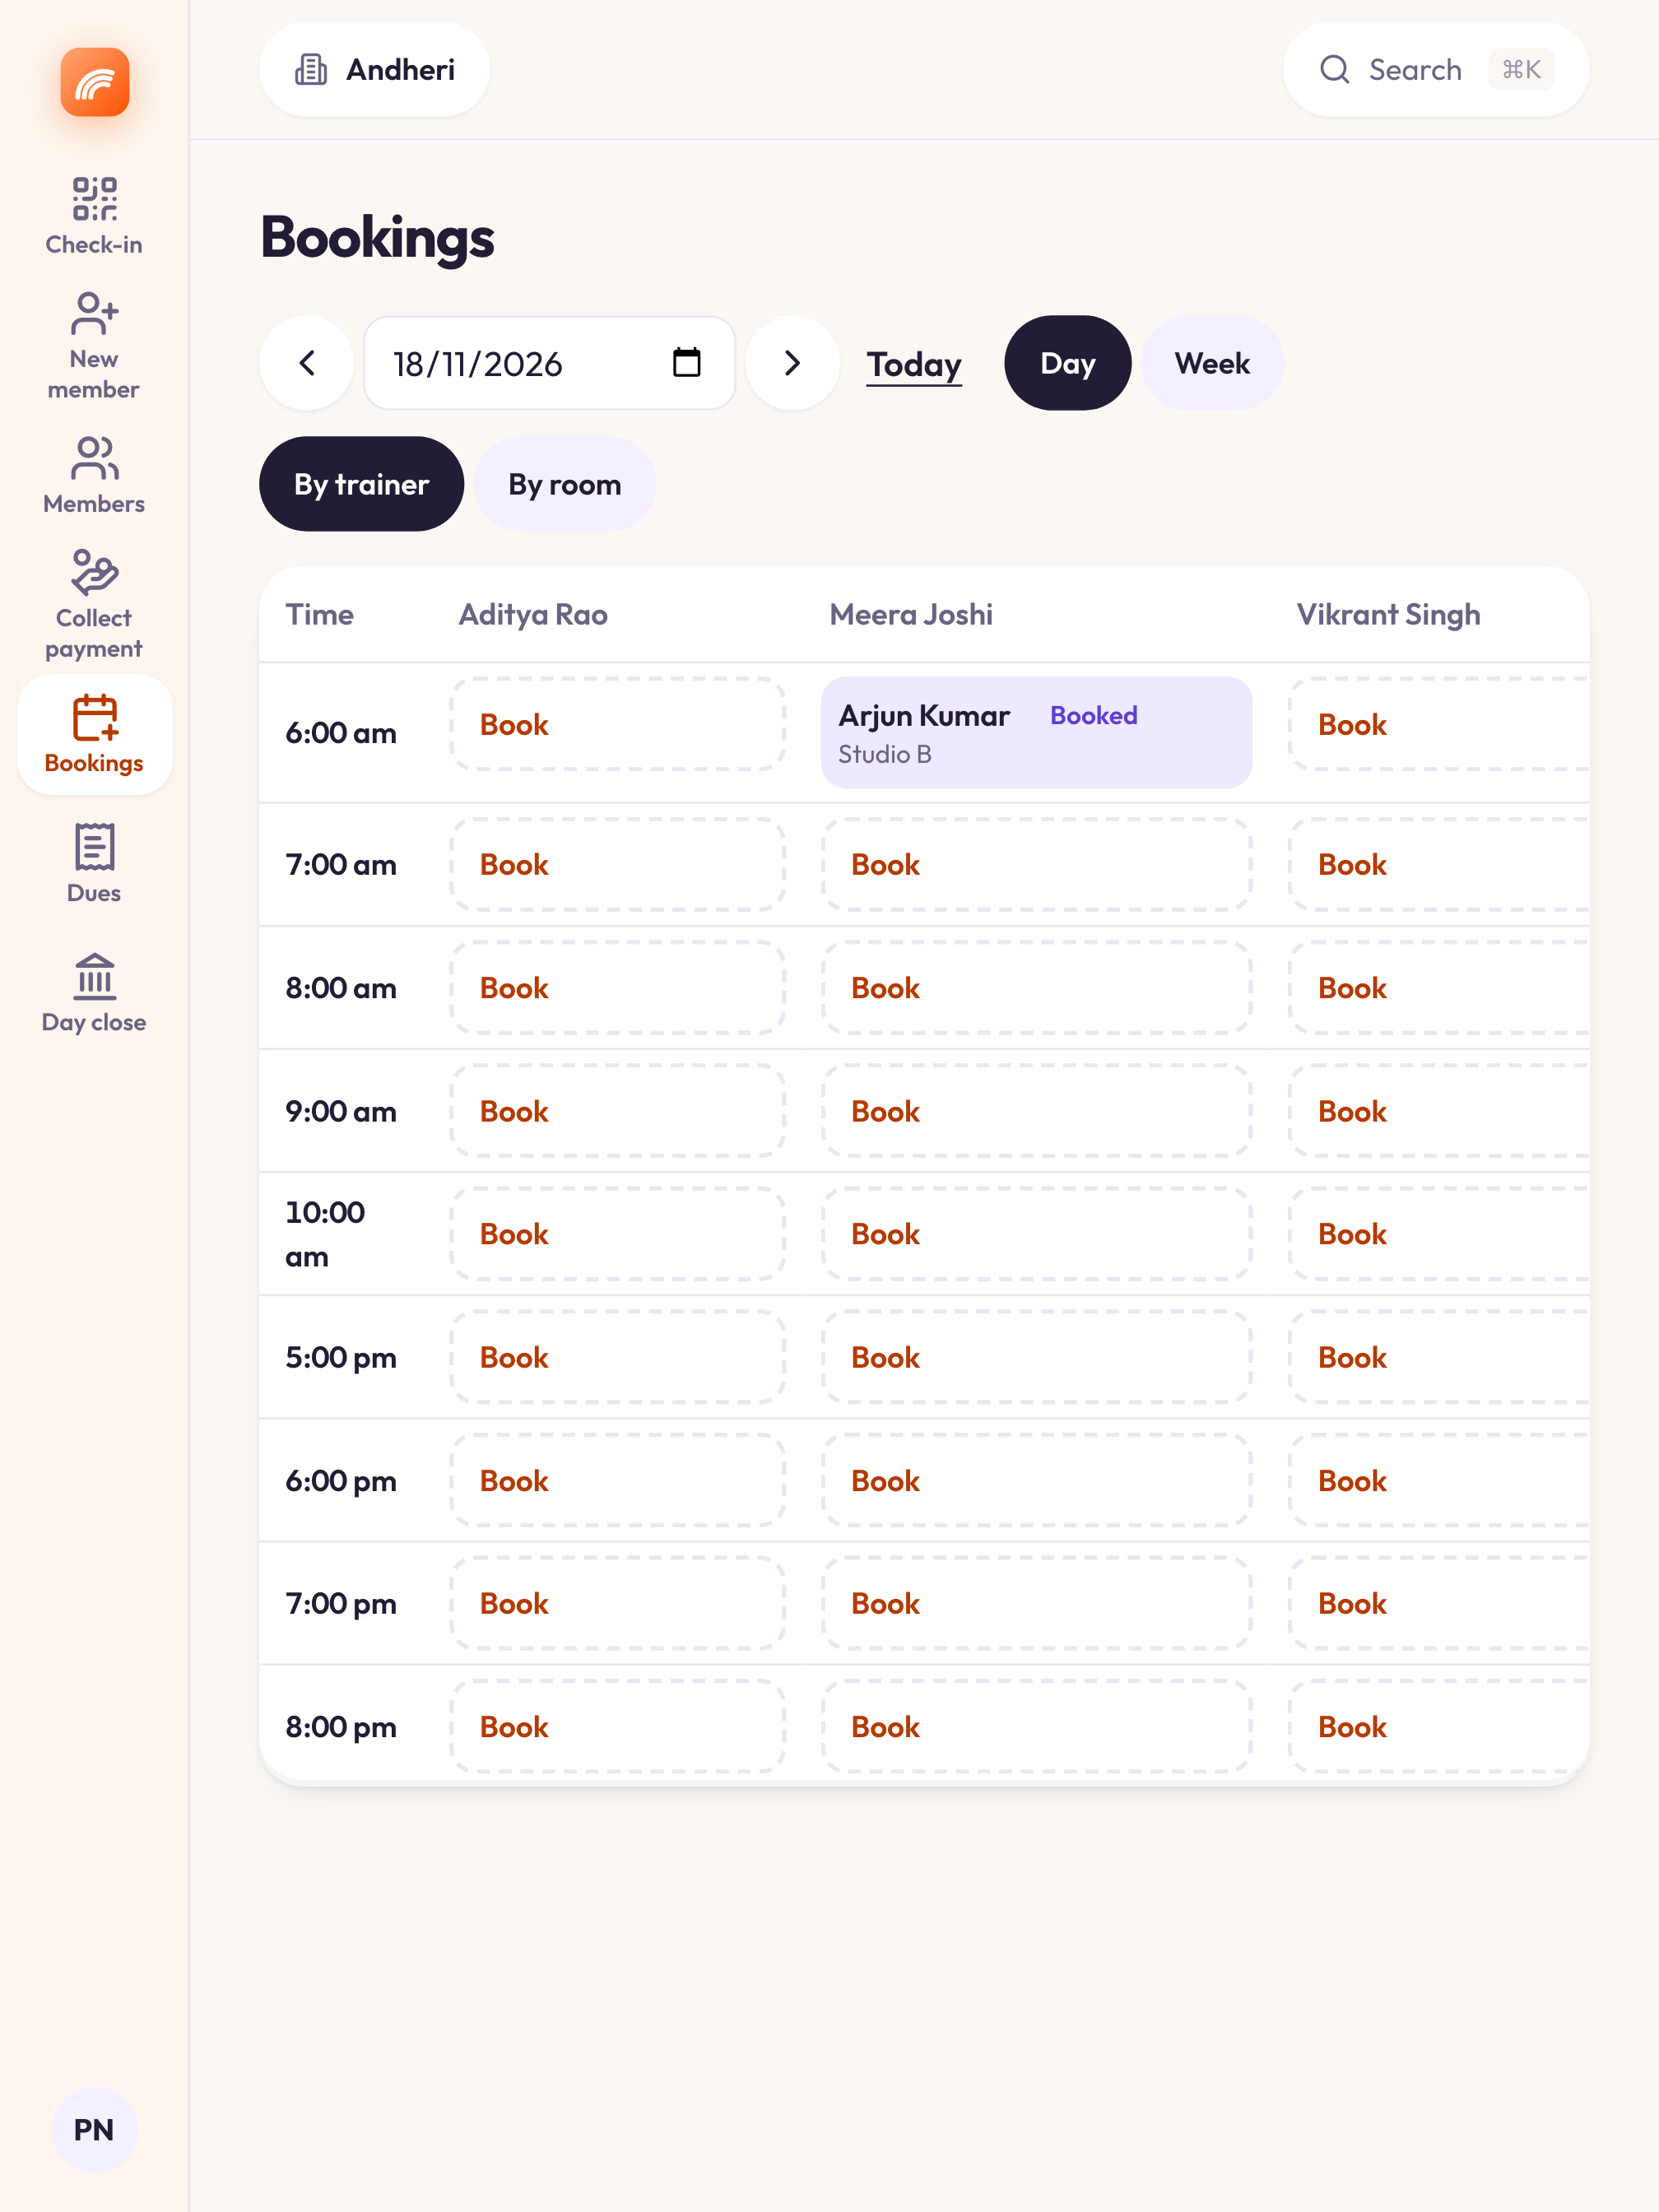 Andheri
Search ⌘K
Check-in
New
member
Members
Collect
payment
Bookings
Dues
Day close
PN
Bookings
18/11/2026
Today
Day
Week
By trainer
By room
Time Aditya Rao Meera Joshi Vikrant Singh
6:00 am Book Arjun Kumar Booked Book
Studio B
7:00 am Book Book Book
8:00 am Book Book Book
9:00 am Book Book Book
10:00
am Book Book Book
5:00 pm Book Book Book
6:00 pm Book Book Book
7:00 pm Book Book Book
8:00 pm Book Book Book